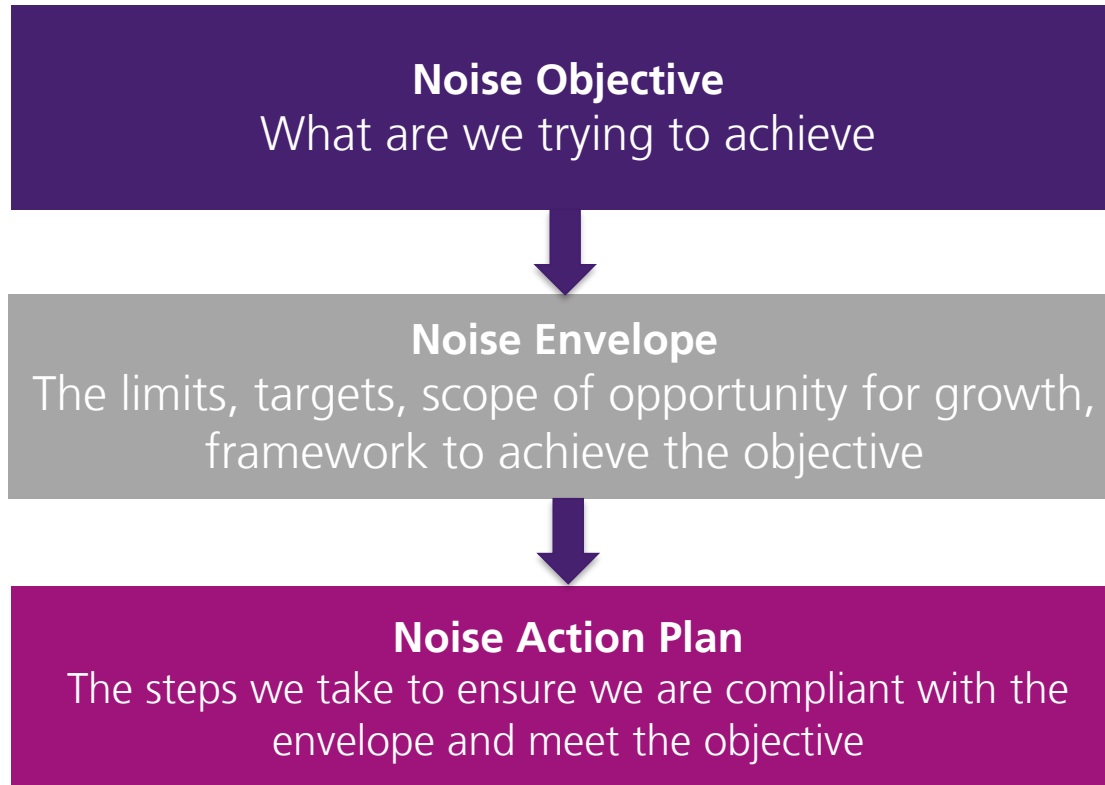 Noise Objective
What are we trying to achieve
Noise Envelope
The limits, targets, scope of opportunity for growth,
framework to achieve the objective
Noise Action Plan
The steps we take to ensure we are compliant with the
envelope and meet the objective